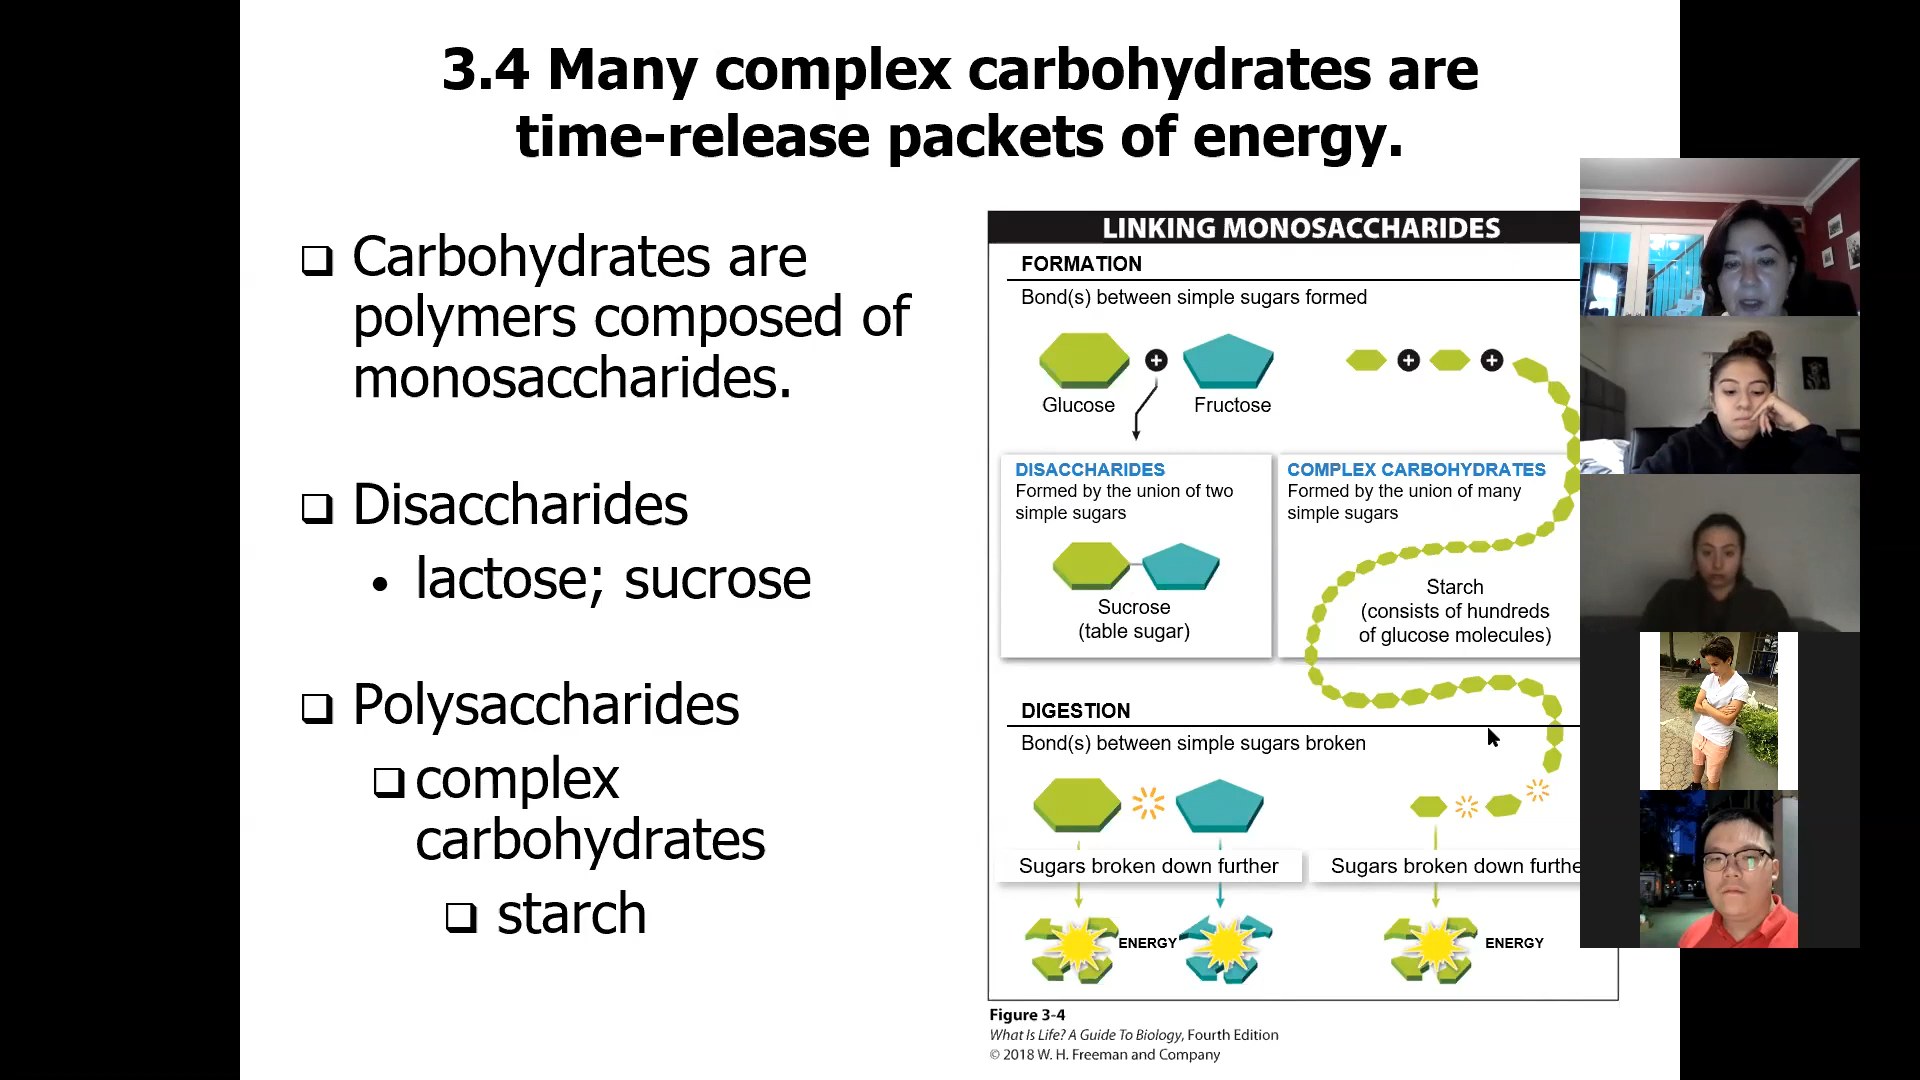 3.4 Many complex carbohydrates are
time-release packets of energy.
❑ Carbohydrates are
polymers composed of
monosaccharides.
❑ Disaccharides
• lactose; sucrose
❑ Polysaccharides
❑ complex
carbohydrates
❑ starch
LINKING MONOSACCHARIDES
FORMATION
Bond(s) between simple sugars formed
Glucose
Fructose
DISACCHARIDES
Formed by the union of two
simple sugars
Sucrose
(table sugar)
COMPLEX CARBOHYDRATES
Formed by the union of many
simple sugars
Starch
(consists of hundreds
of glucose molecules)
DIGESTION
Bond(s) between simple sugars broken
Sugars broken down further
Sugars broken down furthe
ENERGY
ENERGY
Figure 3-4
What Is Life? A Guide To Biology, Fourth Edition
© 2018 W. H. Freeman and Company